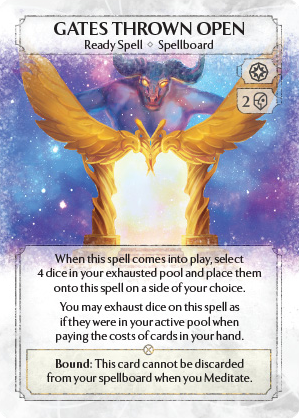 GATES THROWN OPEN
Ready Spell ⋄ Spellboard
2
When this spell comes into play, select
4 dice in your exhausted pool and place them
onto this spell on a side of your choice.
You may exhaust dice on this spell as
if they were in your active pool when
paying the costs of cards in your hand.
Bound: This card cannot be discarded
from your spellboard when you Meditate.